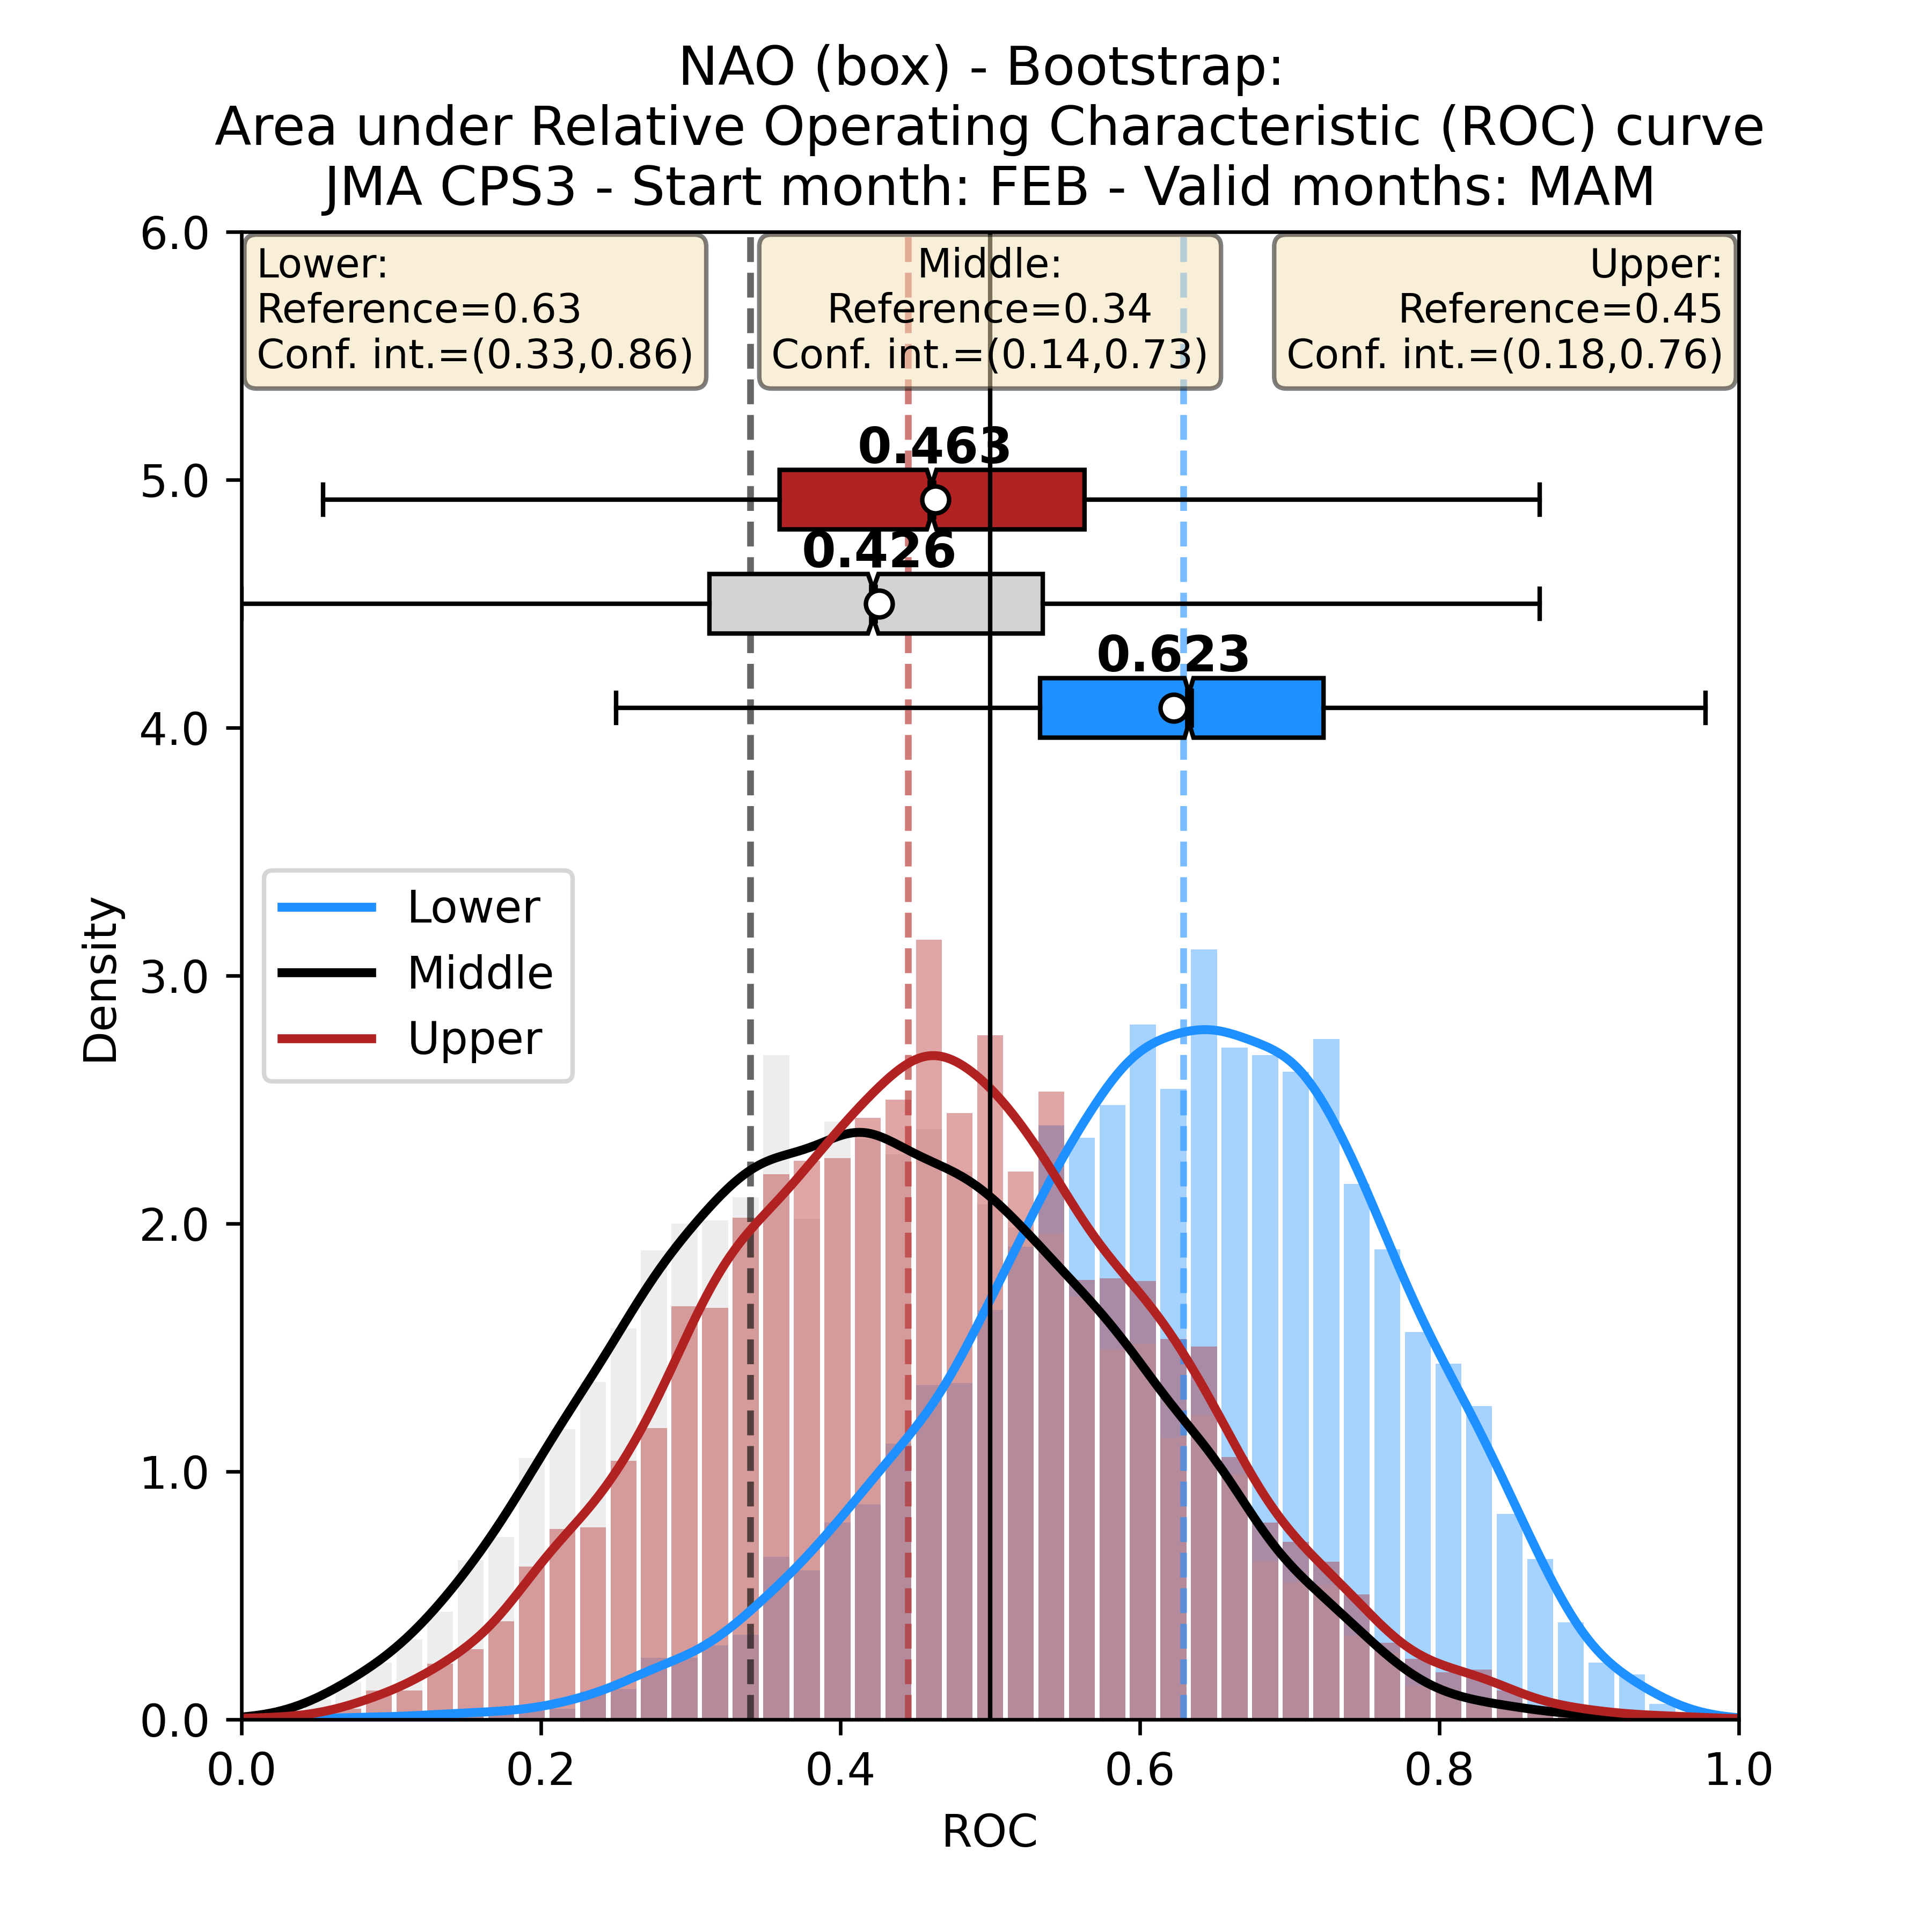 NAO (box) - Bootstrap:
Area under Relative Operating Characteristic (ROC) curve
JMA CPS3 - Start month: FEB - Valid months: MAM
Lower:
Reference=0.63
Conf. int.=(0.33,0.86)
Middle:
Reference=0.34
Conf. int.=(0.14,0.73)
Upper:
Reference=0.45
Conf. int.=(0.18,0.76)
0.463
0.426
0.623
Lower
Middle
Upper
Density
6.0
5.0
4.0
3.0
2.0
1.0
0.0
0.0 0.2 0.4 0.6 0.8 1.0
ROC